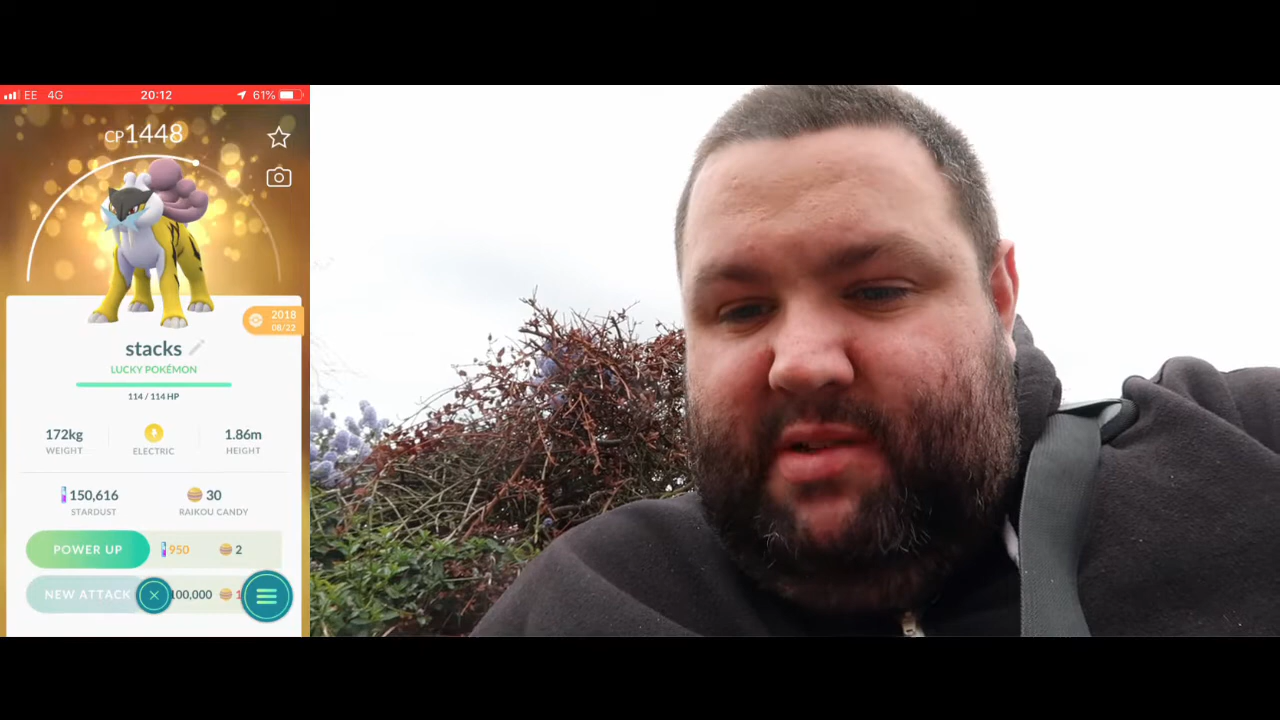 EE 4G 20:12 61%
CP1448
2018
08/22
stacks
LUCKY POKÉMON
114 / 114 HP
172kg 1.86m
WEIGHT ELECTRIC HEIGHT
150,616 30
STARDUST RAIKOU CANDY
POWER UP 950 2
NEW ATTACK 100,000